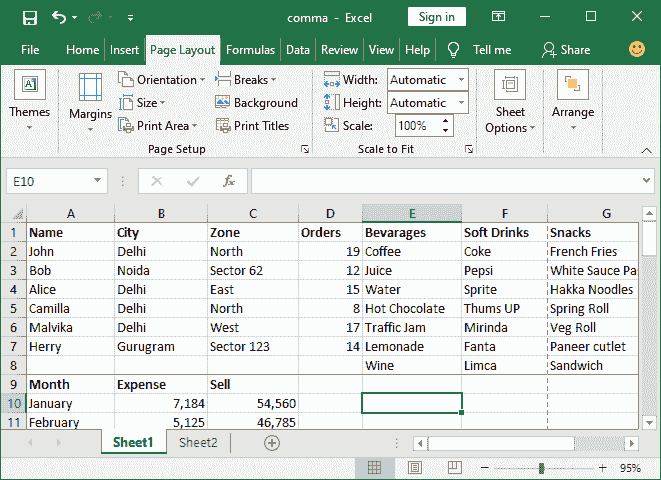 comma - Excel
Sign in
File Home Insert Page Layout Formulas Data Review View Help Tell me Share
Themes
Margins
Orientation
Size
Print Area
Breaks
Background
Print Titles
Page Setup
Width: Automatic
Height: Automatic
Scale: 100%
Scale to Fit
Sheet Options
Arrange
E10
fx
A B C D E F G
1 Name City Zone Orders Bevarages Soft Drinks Snacks
2 John Delhi North 19 Coffee Coke French Fries
3 Bob Noida Sector 62 12 Juice Pepsi White Sauce Pa
4 Alice Delhi East 15 Water Sprite Hakka Noodles
5 Camilla Delhi North 8 Hot Chocolate Thums UP Spring Roll
6 Malvika Delhi West 17 Traffic Jam Mirinda Veg Roll
7 Herry Gurugram Sector 123 14 Lemonade Fanta Paneer cutlet
8 Wine Limca Sandwich
9 Month Expense Sell
10 January 7,184 54,560
11 February 5,125 46,785
Sheet1 Sheet2
95%